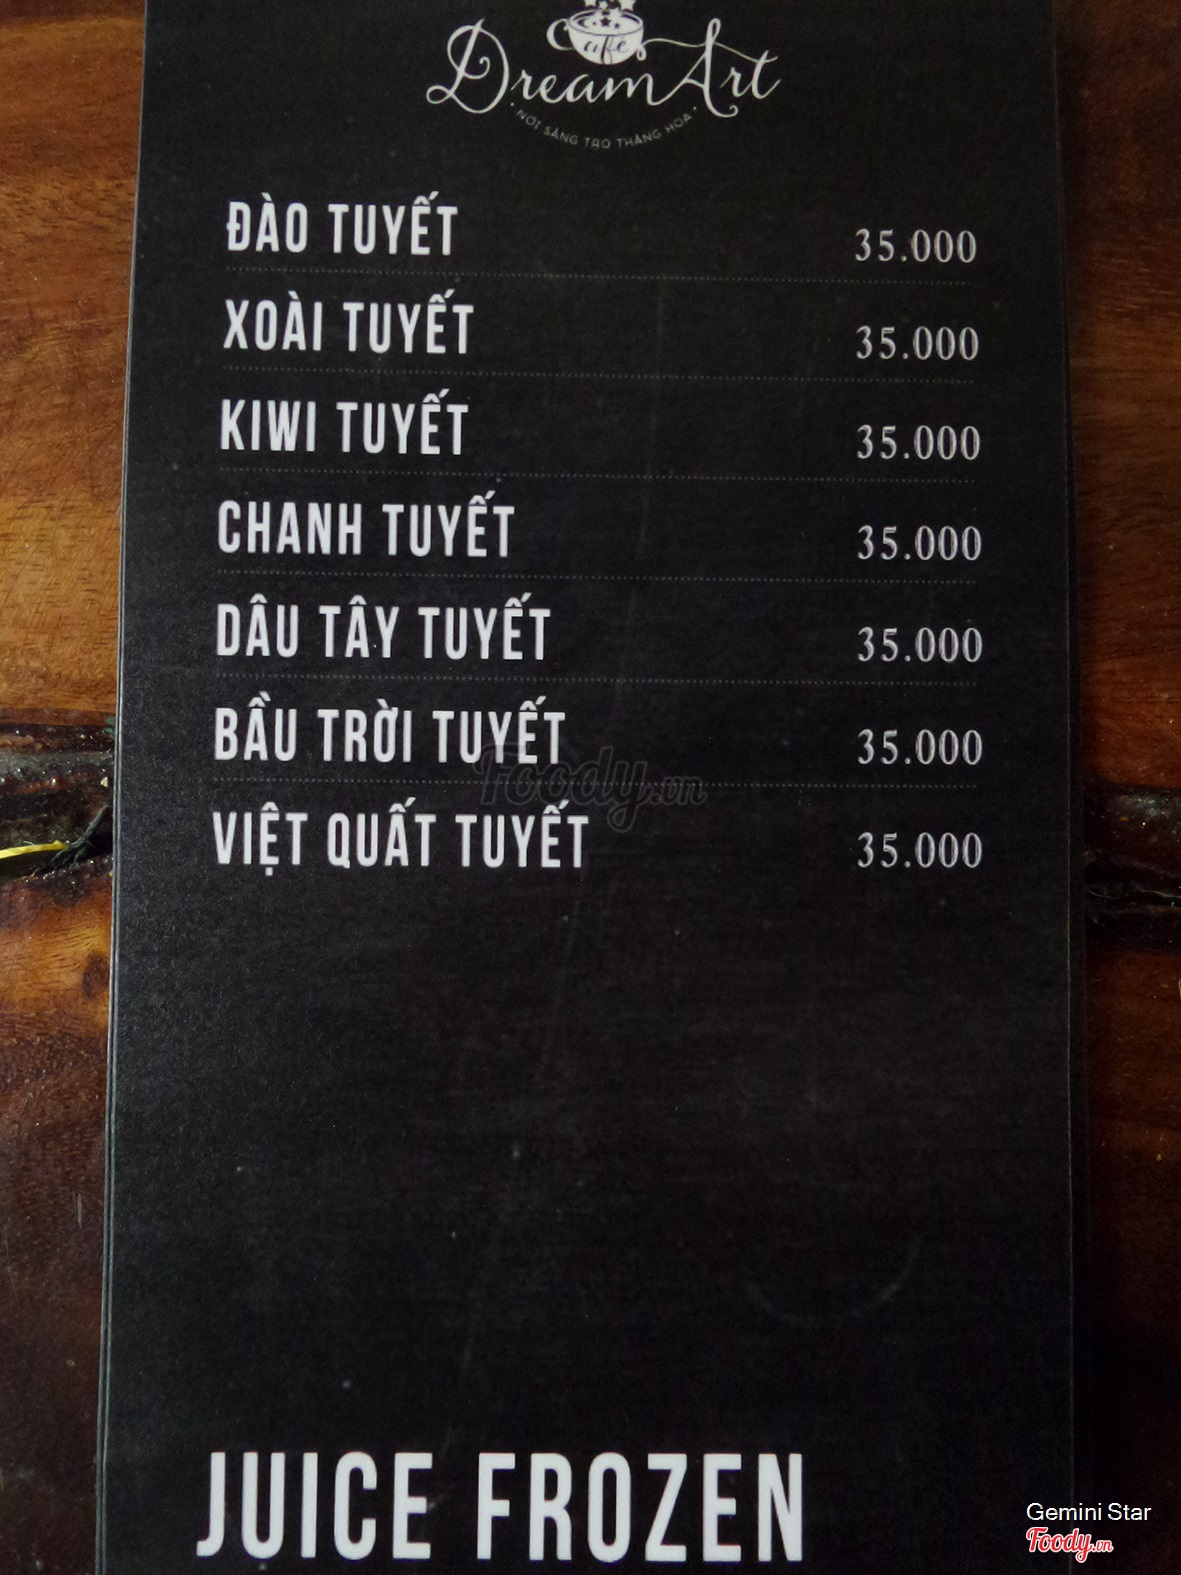 Café
DreamArt
· NƠI SÁNG TẠO THĂNG HOA ·
ĐÀO TUYẾT 35.000
XOÀI TUYẾT 35.000
KIWI TUYẾT 35.000
CHANH TUYẾT 35.000
DÂU TÂY TUYẾT 35.000
BẦU TRỜI TUYẾT 35.000
Foody.vn
VIỆT QUẤT TUYẾT 35.000
JUICE FROZEN
Gemini Star
Foody.vn